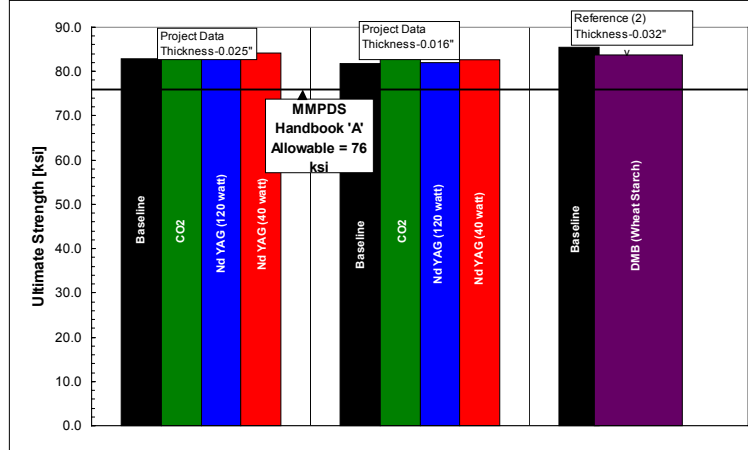 90.0
80.0
70.0
60.0
50.0
40.0
30.0
20.0
10.0
0.0
Ultimate Strength [ksi]
Project Data
Thickness-0.025"
Project Data
Thickness-0.016"
Reference (2)
Thickness-0.032"
MMPDS
Handbook 'A'
Allowable = 76
ksi
Baseline
CO2
Nd YAG (120 watt)
Nd YAG (40 watt)
Baseline
CO2
Nd YAG (120 watt)
Nd YAG (40 watt)
Baseline
DMB (Wheat Starch)